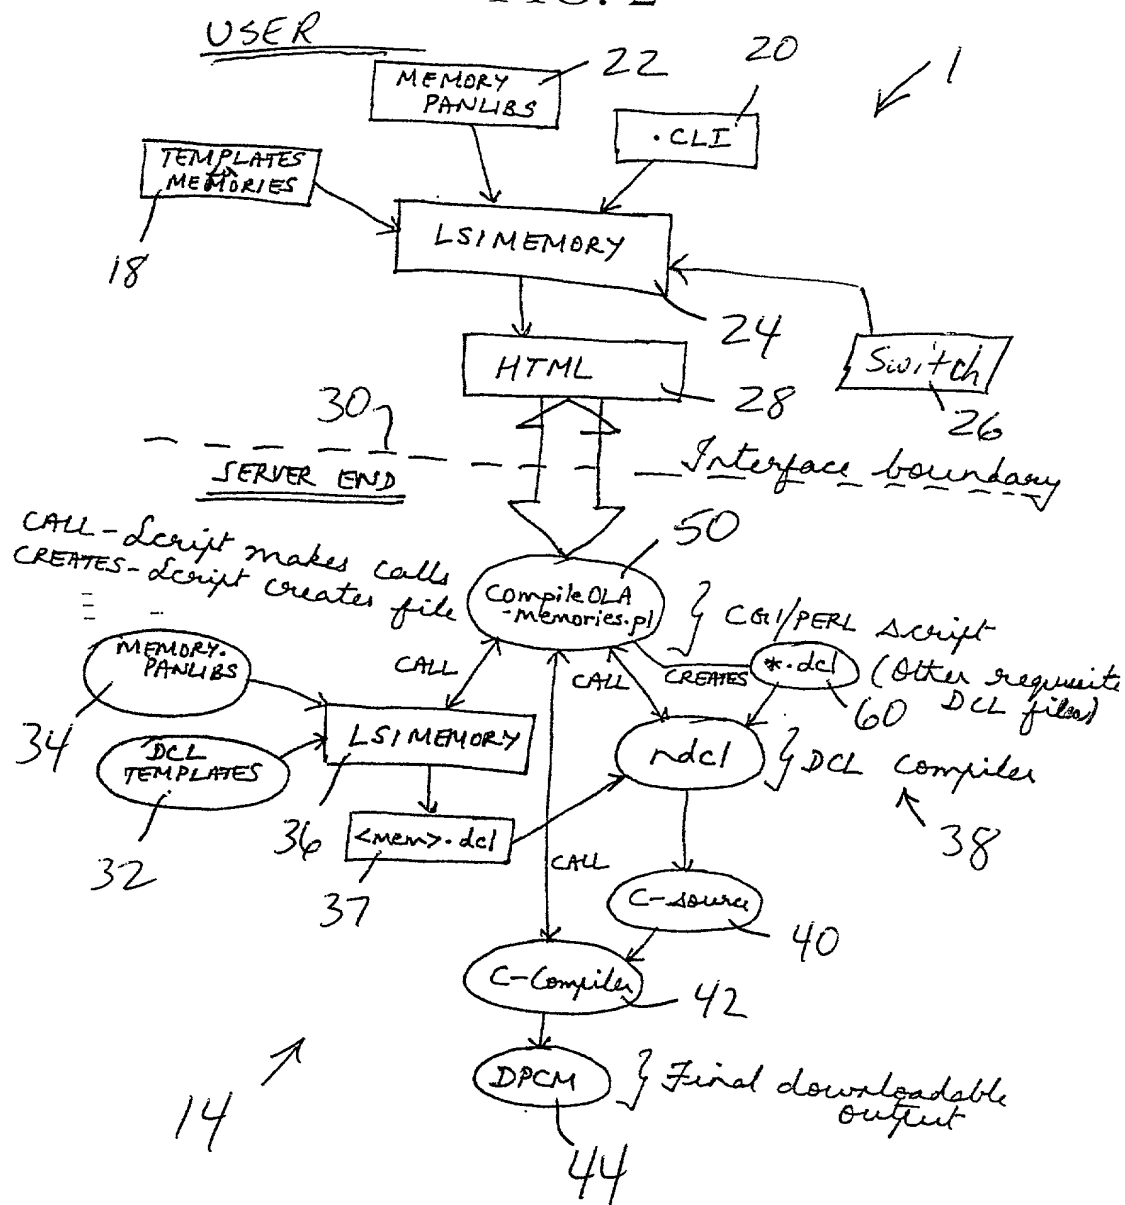 FIG. 2
USER
22
20
1
MEMORY
PANLIBS
.CLI
TEMPLATES
MEMORIES
LSIMEMORY
18
24
HTML
Switch
28
26
30
Interface boundary
SERVER END
50
CALL - Script makes calls
CREATES - Script creates file
CompileOLA
-memories.pl
} CGI/PERL script
MEMORY.
PANLIBS
CALL
CALL
CREATES
*.dcl
(Other requisite
DCL files)
60
34
LSIMEMORY
ndcl
} DCL Compiler
DCL
TEMPLATES
36
<mem>.dcl
38
32
37
CALL
C-source
40
C-Compiler
42
DPCM
} Final downloadable
output
14
44